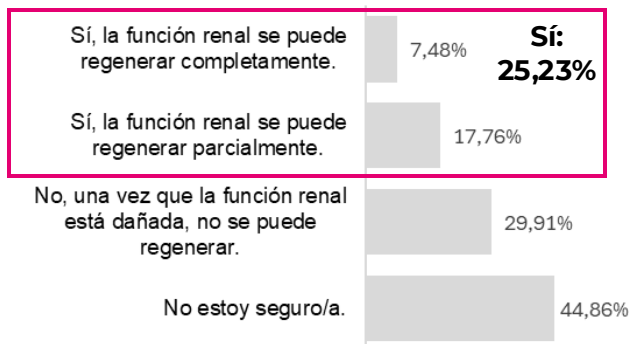 Sí, la función renal se puede
regenerar completamente.
7,48%
Sí:
25,23%
Sí, la función renal se puede
regenerar parcialmente.
17,76%
No, una vez que la función renal
está dañada, no se puede
regenerar.
29,91%
No estoy seguro/a.
44,86%